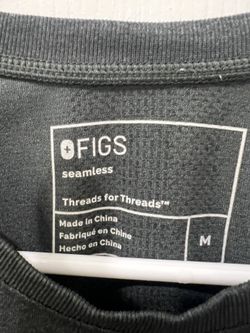 FIGS
seamless
Threads for Threads™
Made in China
Fabriqué en Chine
Hecho en China
M